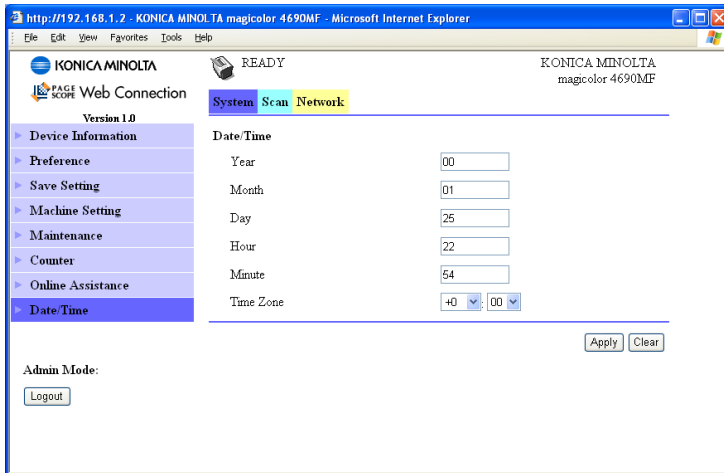 http://192.168.1.2 - KONICA MINOLTA magicolor 4690MF - Microsoft Internet Explorer
File Edit View Favorites Tools Help
KONICA MINOLTA
PAGE SCOPE Web Connection
Version 1.0
READY
KONICA MINOLTA
magicolor 4690MF
System Scan Network
Device Information
Preference
Save Setting
Machine Setting
Maintenance
Counter
Online Assistance
Date/Time
Admin Mode:
Logout
Date/Time
Year 00
Month 01
Day 25
Hour 22
Minute 54
Time Zone +0 : 00
Apply Clear